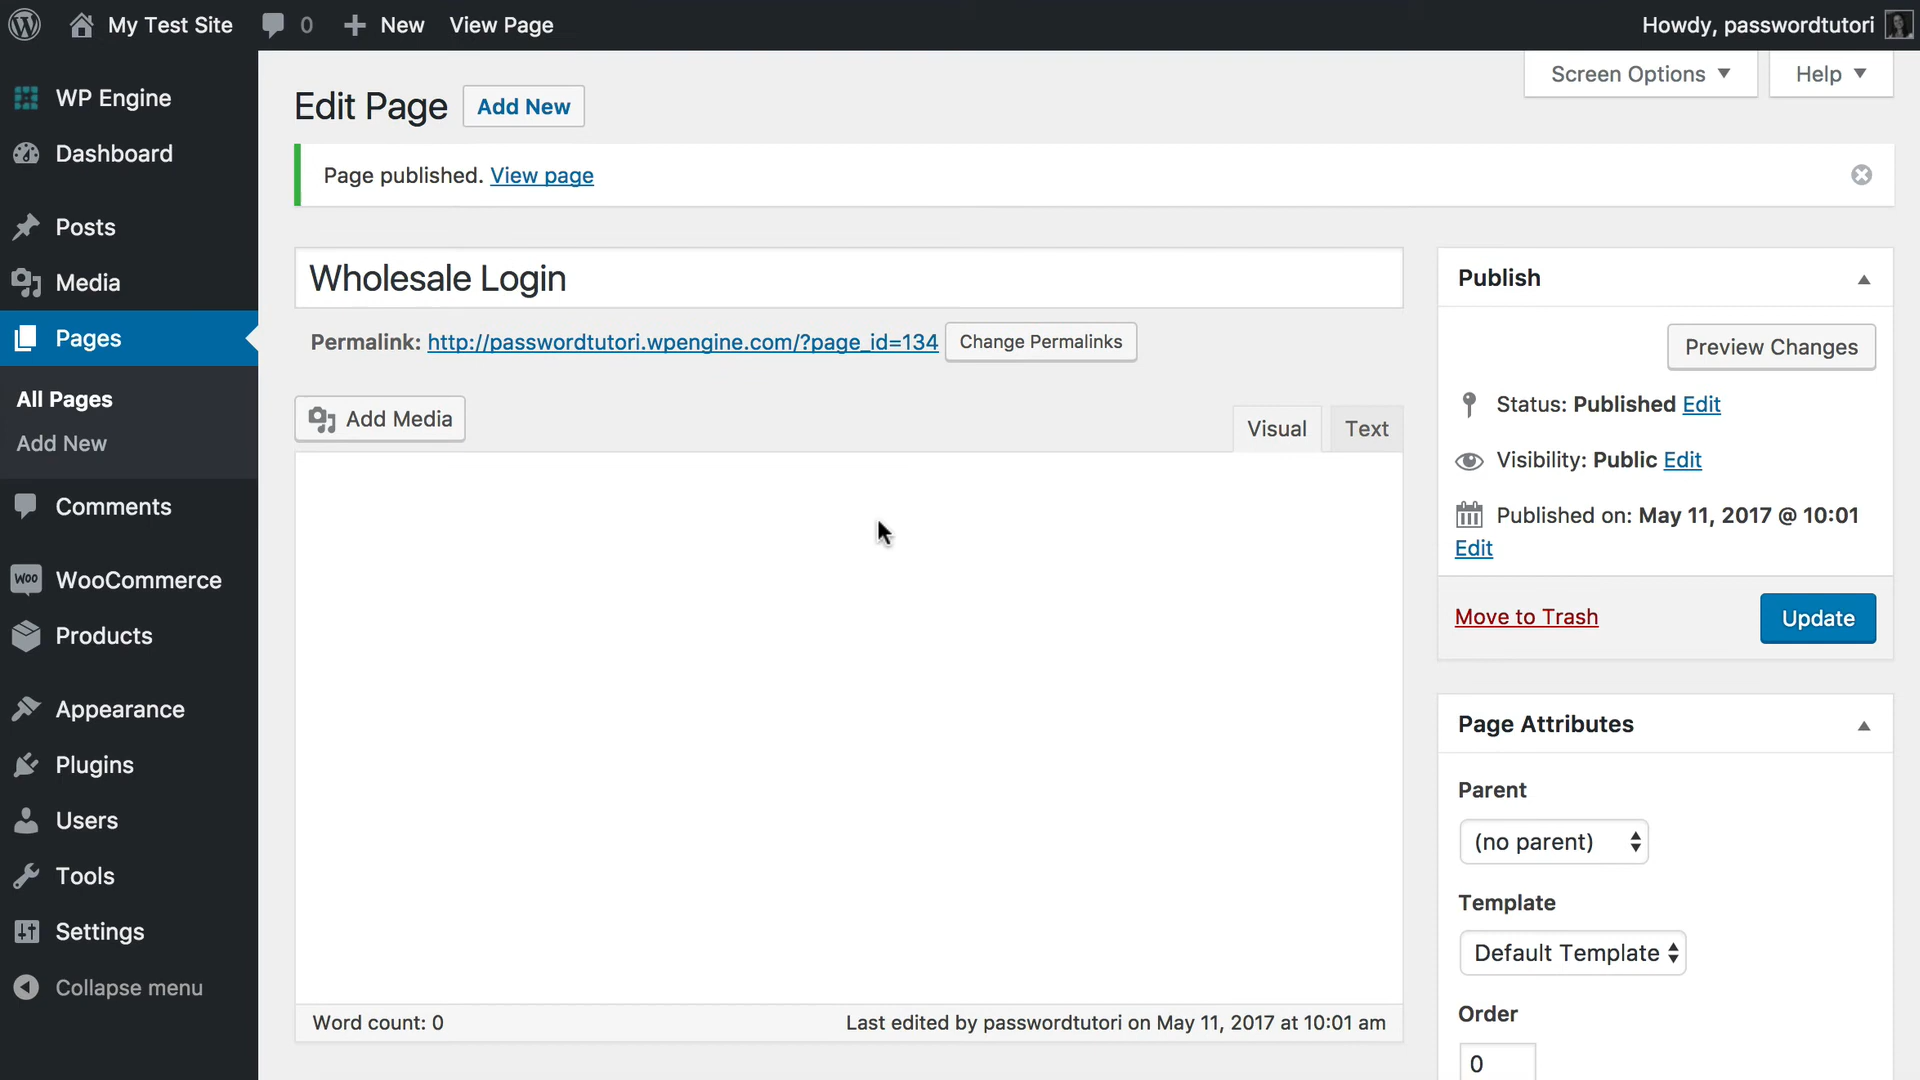 My Test Site 0 New View Page Howdy, passwordtutori
Screen Options Help
WP Engine
Dashboard
Posts
Media
Pages
All Pages
Add New
Comments
Woo WooCommerce
Products
Appearance
Plugins
Users
Tools
Settings
Collapse menu
Edit Page Add New
Page published. View page
Wholesale Login
Permalink: http://passwordtutori.wpengine.com/?page_id=134 Change Permalinks
Add Media
Visual Text
Word count: 0 Last edited by passwordtutori on May 11, 2017 at 10:01 am
Publish
Preview Changes
Status: Published Edit
Visibility: Public Edit
Published on: May 11, 2017 @ 10:01
Edit
Move to Trash Update
Page Attributes
Parent
(no parent)
Template
Default Template
Order
0